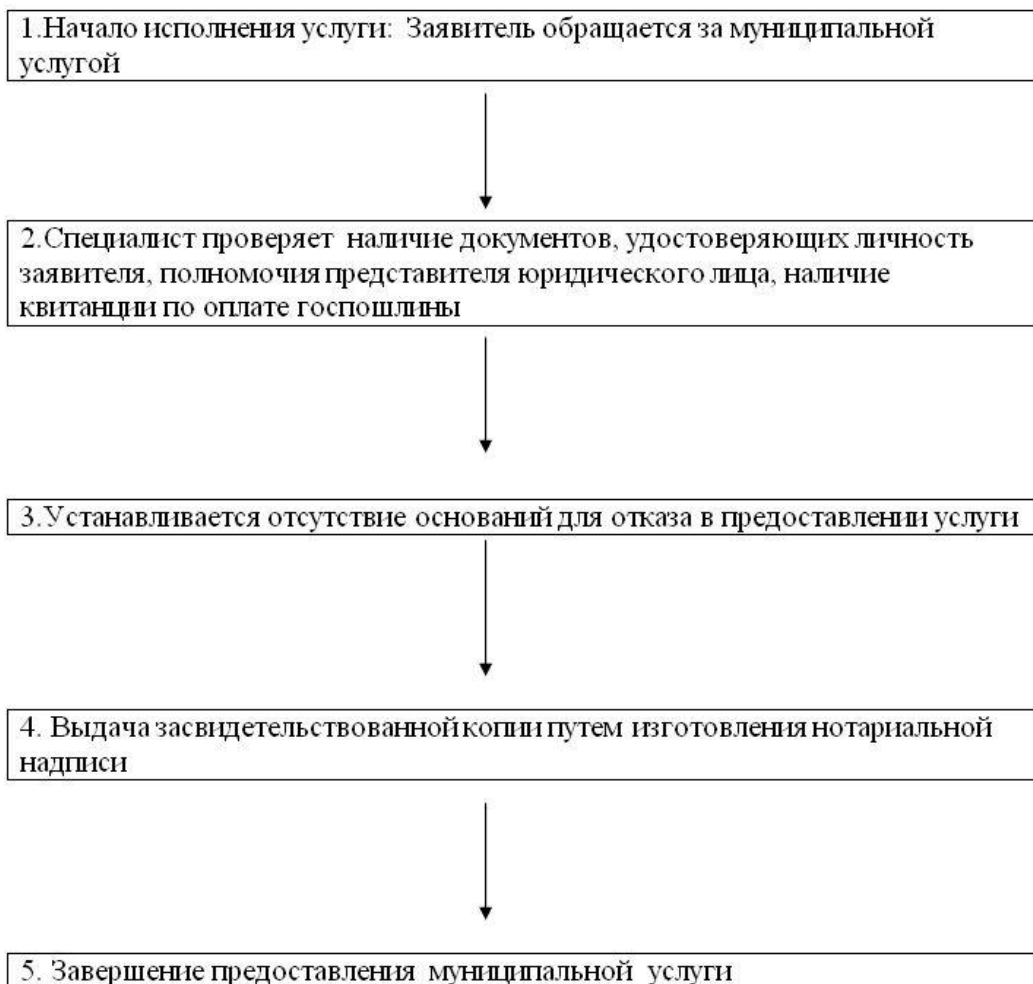 1.Начало исполнения услуги: Заявитель обращается за муниципальной
услугой
2.Специалист проверяет наличие документов, удостоверяющих личность
заявителя, полномочия представителя юридического лица, наличие
квитанции по оплате госпошлины
3.Устанавливается отсутствие оснований для отказа в предоставлении услуги
4. Выдача засвидетельствованной копии путем изготовления нотариальной
надписи
5. Завершение предоставления муниципальной услуги